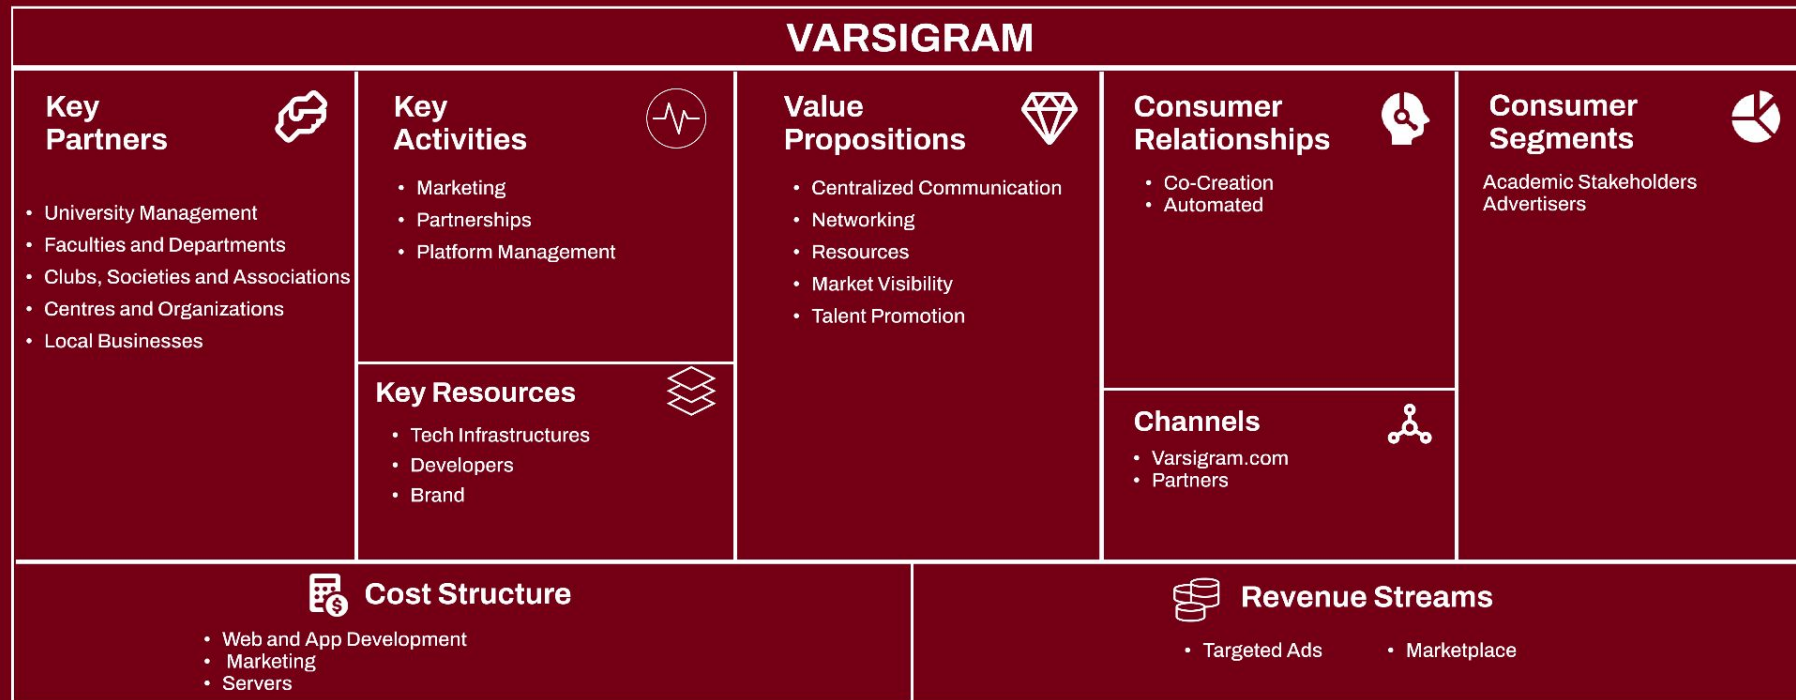 VARSIGRAM
Key
Partners
• University Management
• Faculties and Departments
• Clubs, Societies and Associations
• Centres and Organizations
• Local Businesses
Key
Activities
• Marketing
• Partnerships
• Platform Management
Key Resources
• Tech Infrastructures
• Developers
• Brand
Value
Propositions
• Centralized Communication
• Networking
• Resources
• Market Visibility
• Talent Promotion
Consumer
Relationships
• Co-Creation
• Automated
Channels
• Varsigram.com
• Partners
Consumer
Segments
Academic Stakeholders
Advertisers
Cost Structure
• Web and App Development
• Marketing
• Servers
Revenue Streams
• Targeted Ads • Marketplace